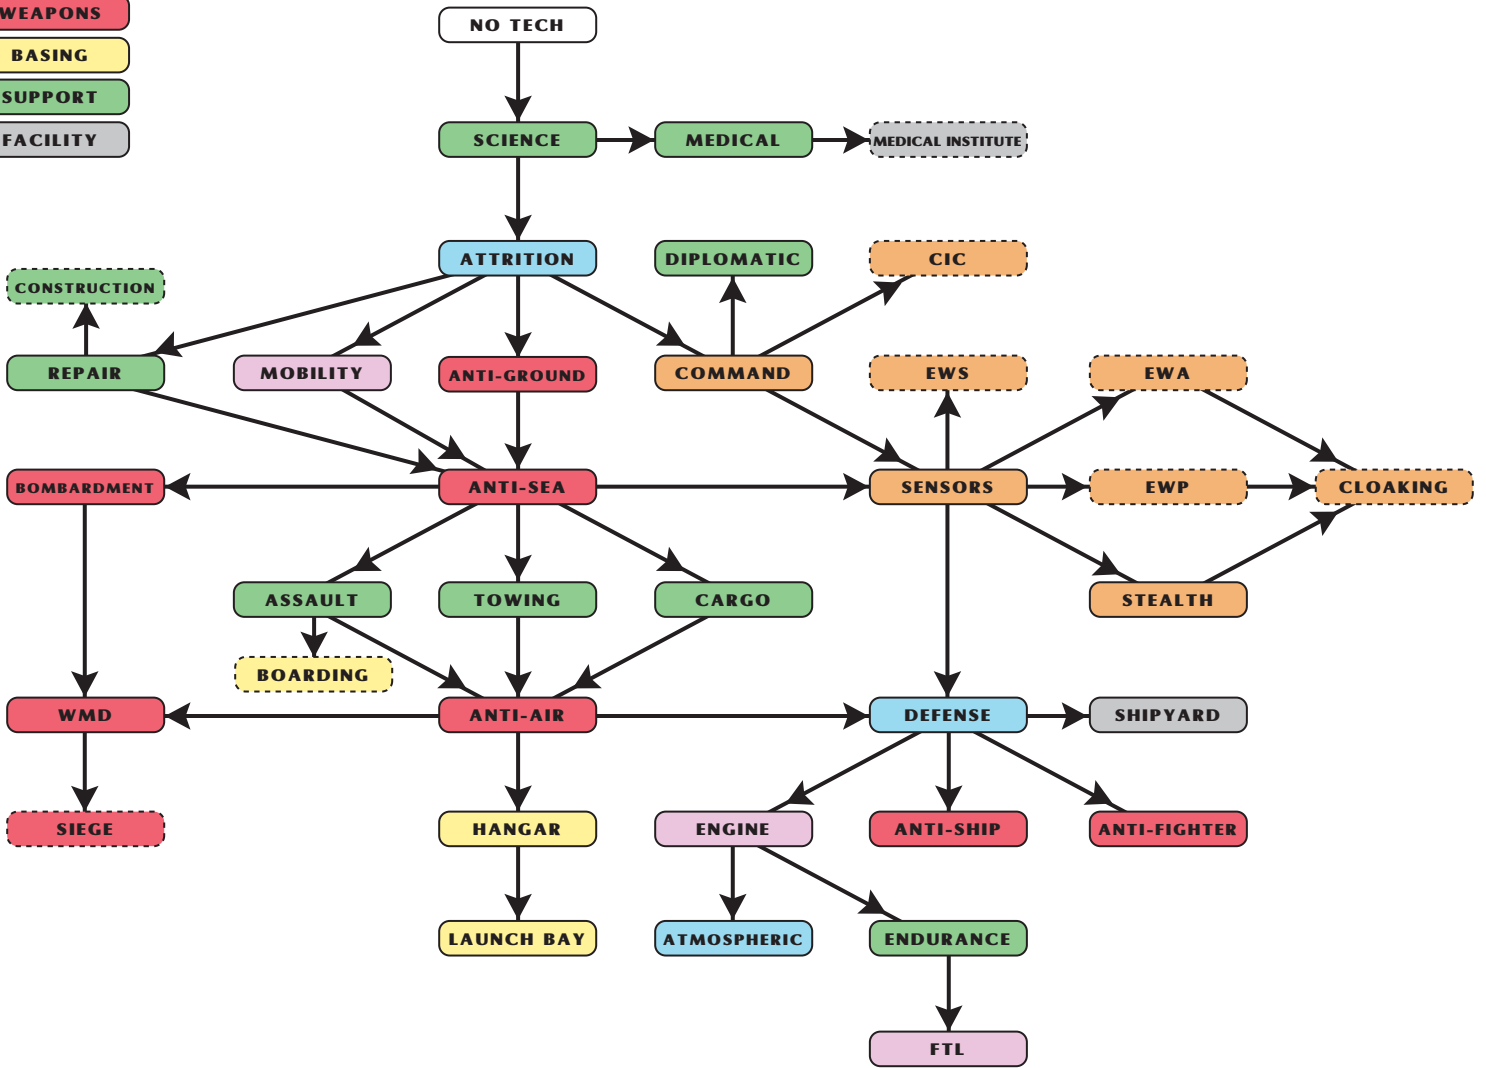 WEAPONS
BASING
SUPPORT
FACILITY
NO TECH
SCIENCE
MEDICAL
MEDICAL INSTITUTE
ATTRITION
DIPLOMATIC
CIC
CONSTRUCTION
REPAIR
MOBILITY
ANTI-GROUND
COMMAND
EWS
EWA
BOMBARDMENT
ANTI-SEA
SENSORS
EWP
CLOAKING
ASSAULT
TOWING
CARGO
STEALTH
BOARDING
WMD
ANTI-AIR
DEFENSE
SHIPYARD
SIEGE
HANGAR
ENGINE
ANTI-SHIP
ANTI-FIGHTER
LAUNCH BAY
ATMOSPHERIC
ENDURANCE
FTL